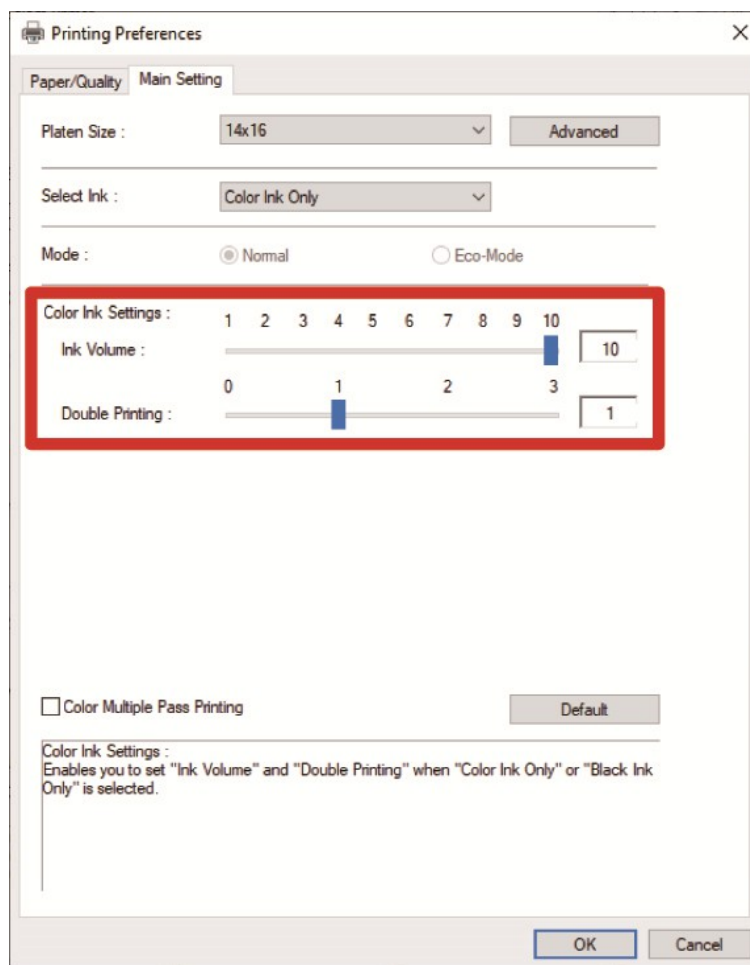 Printing Preferences
Paper/Quality Main Setting
Platen Size : 14x16 Advanced
Select Ink : Color Ink Only
Mode : Normal Eco-Mode
Color Ink Settings : 1 2 3 4 5 6 7 8 9 10
Ink Volume : 10
0 1 2 3
Double Printing : 1
Color Multiple Pass Printing Default
Color Ink Settings :
Enables you to set "Ink Volume" and "Double Printing" when "Color Ink Only" or "Black Ink
Only" is selected.
OK Cancel